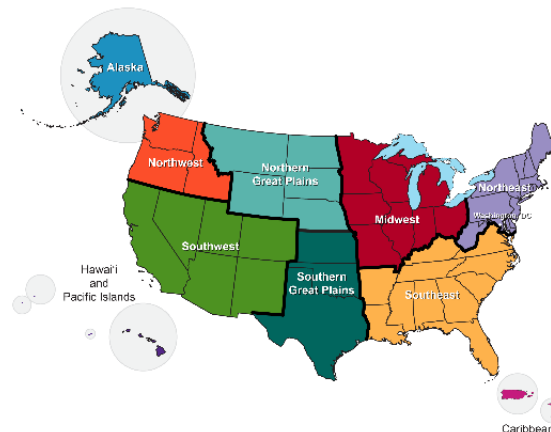 Alaska
Northwest
Northern
Great Plains
Midwest
Northeast
Washington, DC
Southwest
Southern
Great Plains
Southeast
Hawai'i
and
Pacific Islands
Caribbean